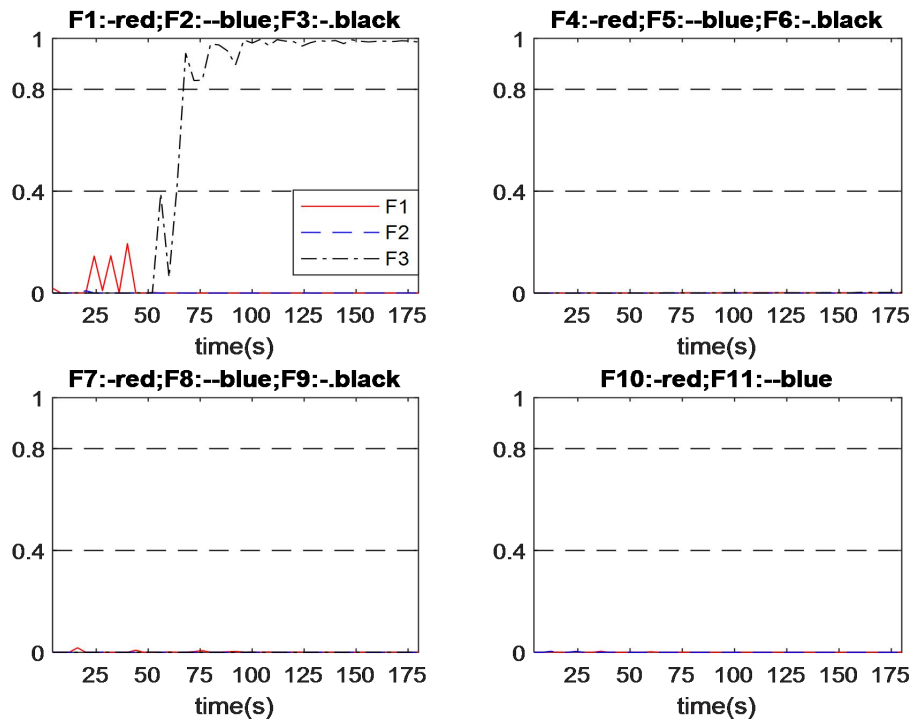 F1:-red;F2:--blue;F3:-.black
1
0.8
0.4
0
F1
F2
F3
25 50 75 100 125 150 175
time(s)
F4:-red;F5:--blue;F6:-.black
1
0.8
0.4
0
25 50 75 100 125 150 175
time(s)
F7:-red;F8:--blue;F9:-.black
1
0.8
0.4
0
25 50 75 100 125 150 175
time(s)
F10:-red;F11:--blue
1
0.8
0.4
0
25 50 75 100 125 150 175
time(s)